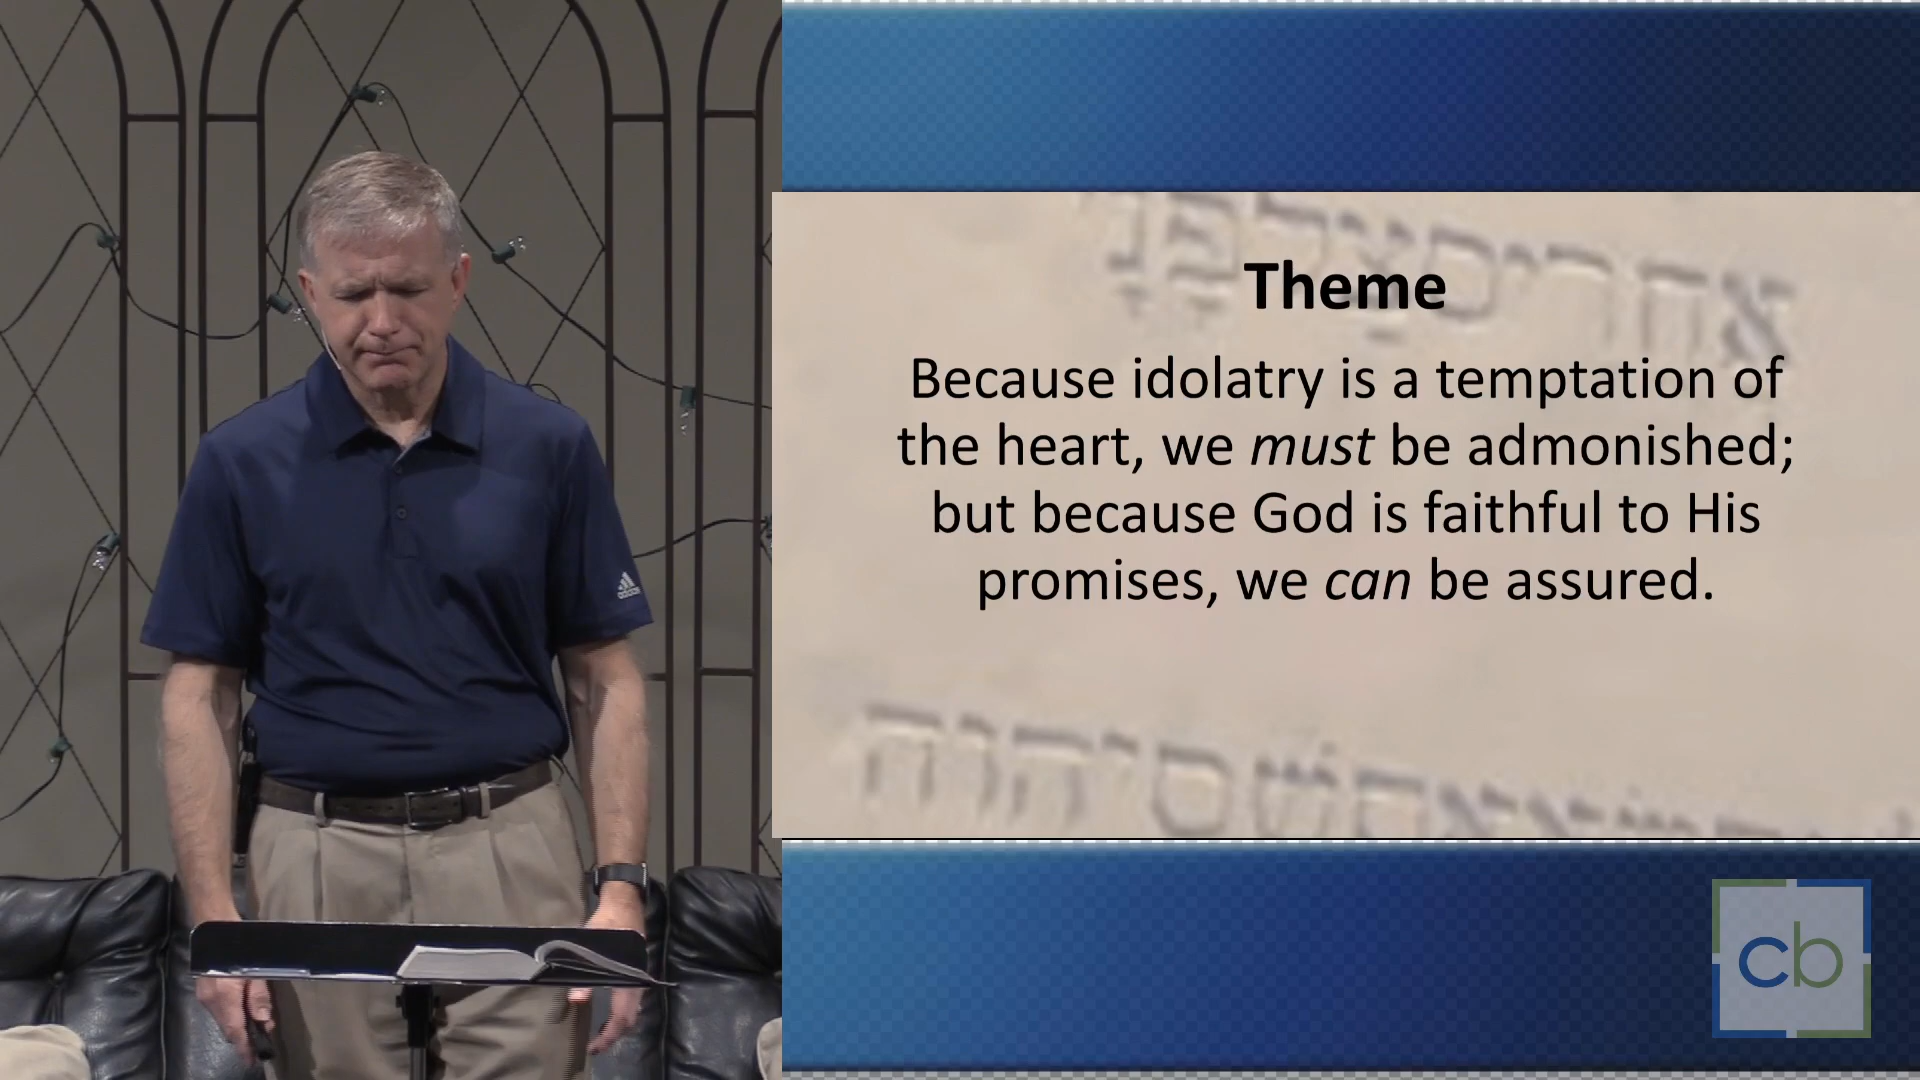 Theme
Because idolatry is a temptation of
the heart, we must be admonished;
but because God is faithful to His
promises, we can be assured.
adidas
cb